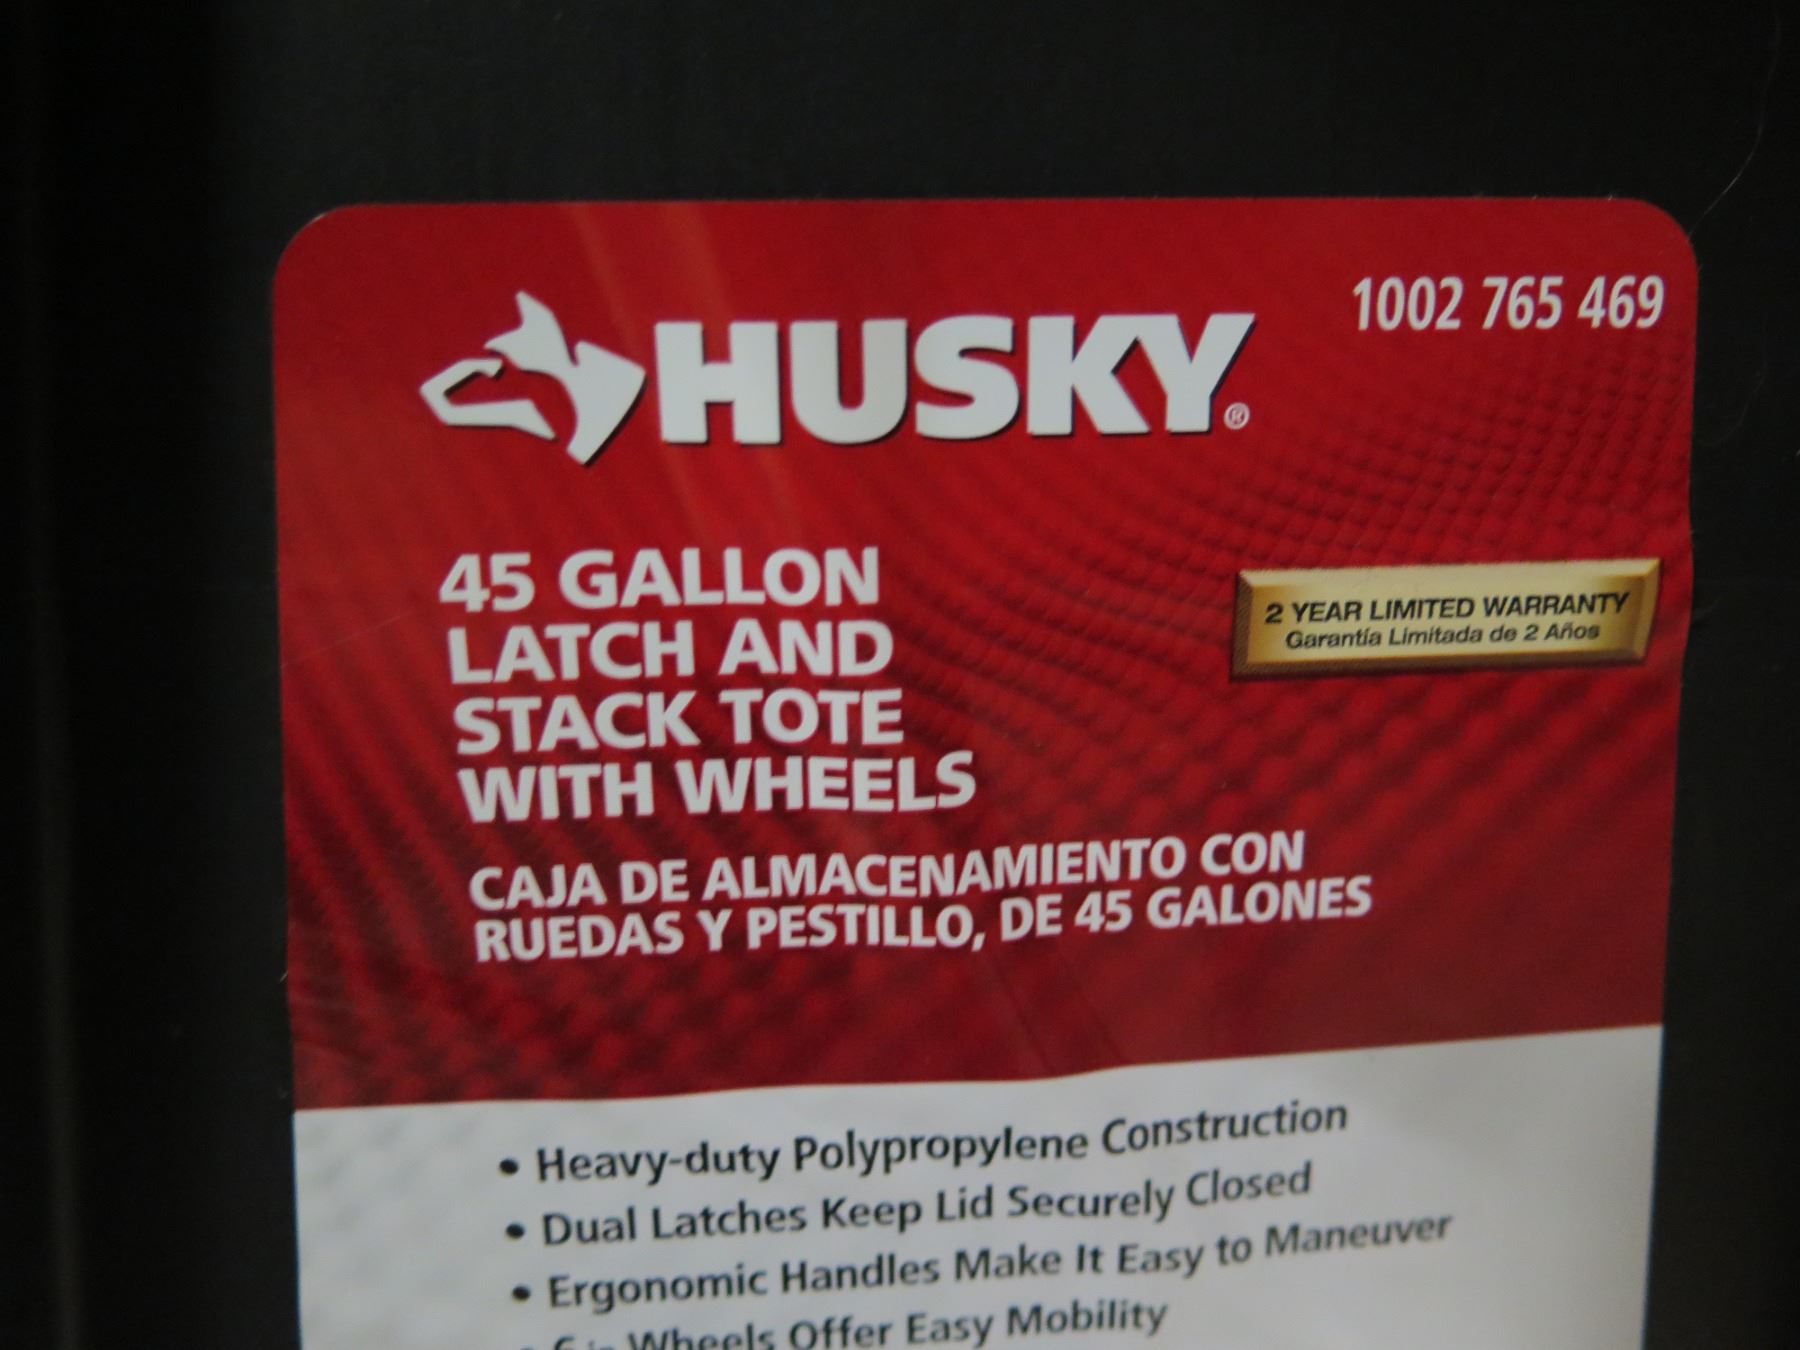 HUSKY®
1002 765 469
45 GALLON
LATCH AND
STACK TOTE
WITH WHEELS
2 YEAR LIMITED WARRANTY
Garantía Limitada de 2 Años
CAJA DE ALMACENAMIENTO CON
RUEDAS Y PESTILLO, DE 45 GALONES
• Heavy-duty Polypropylene Construction
• Dual Latches Keep Lid Securely Closed
• Ergonomic Handles Make It Easy to Maneuver
• 6 in Wheels Offer Easy Mobility